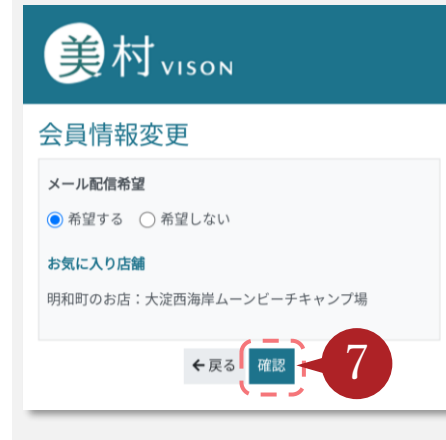 美村 VISON
会員情報変更
メール配信希望
希望する 希望しない
お気に入り店舗
明和町のお店：大淀西海岸ムーンビーチキャンプ場
←戻る 確認 7